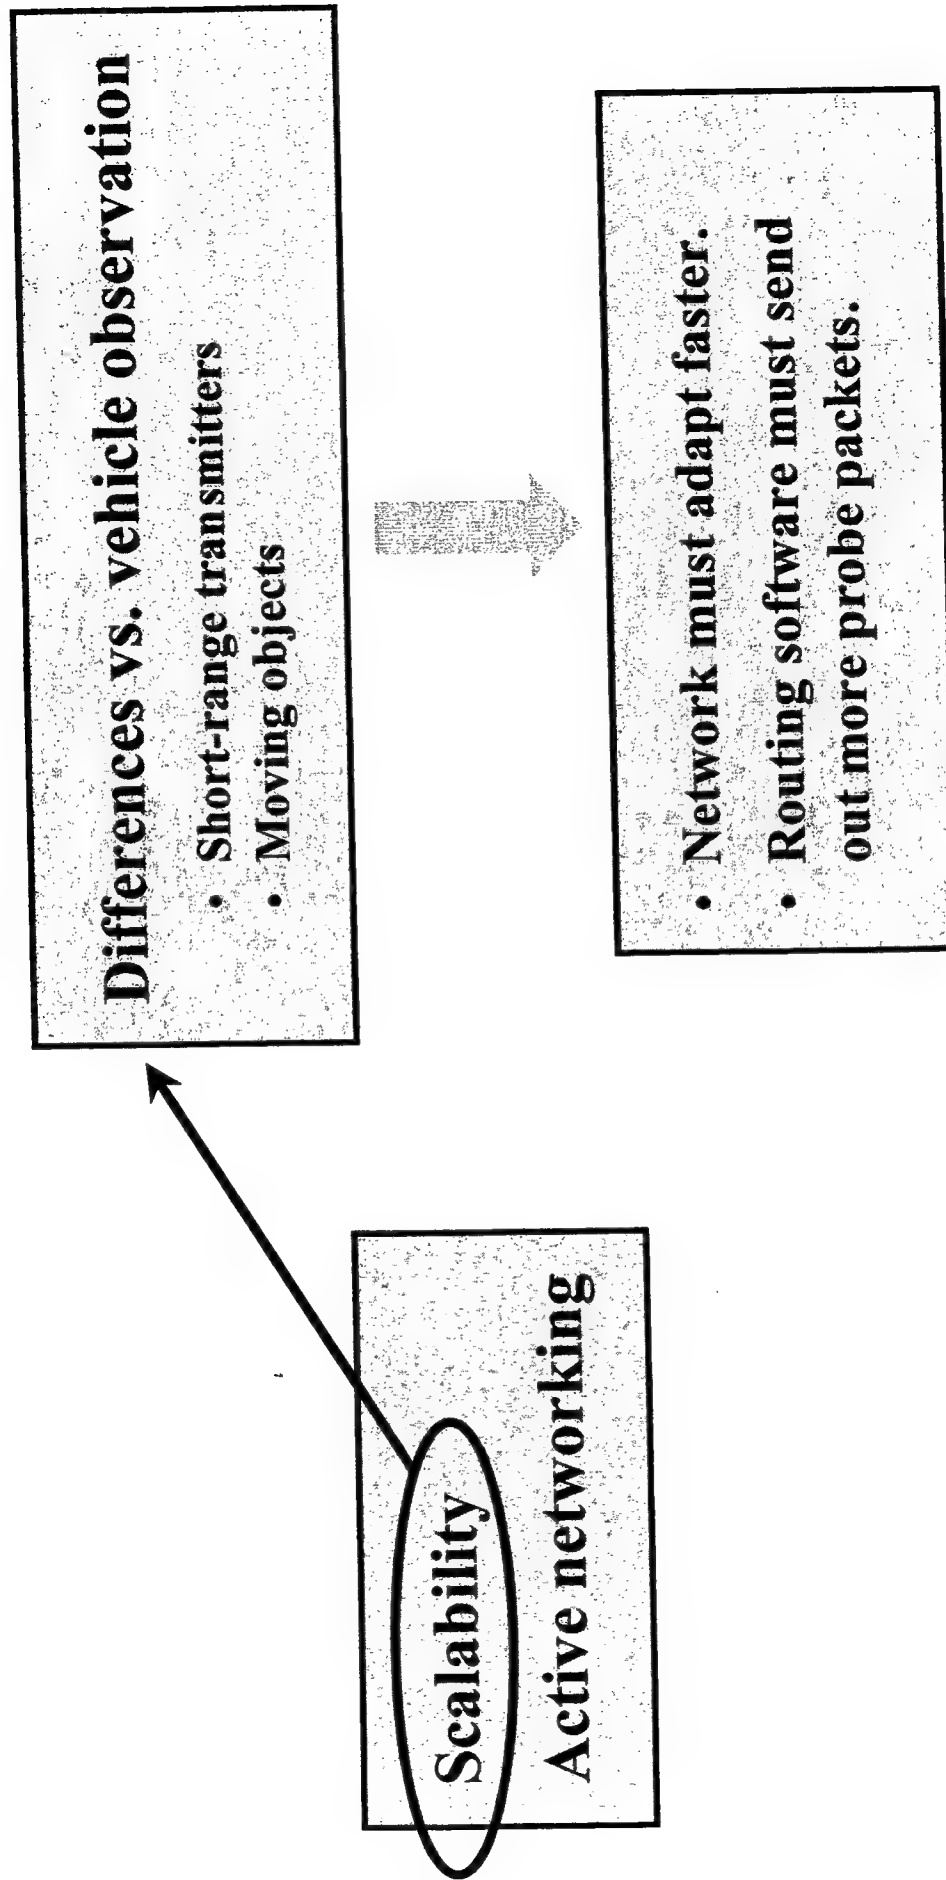 Scalability
Active networking
Differences vs. vehicle observation
• Short-range transmitters
• Moving objects
• Network must adapt faster.
• Routing software must send
out more probe packets.